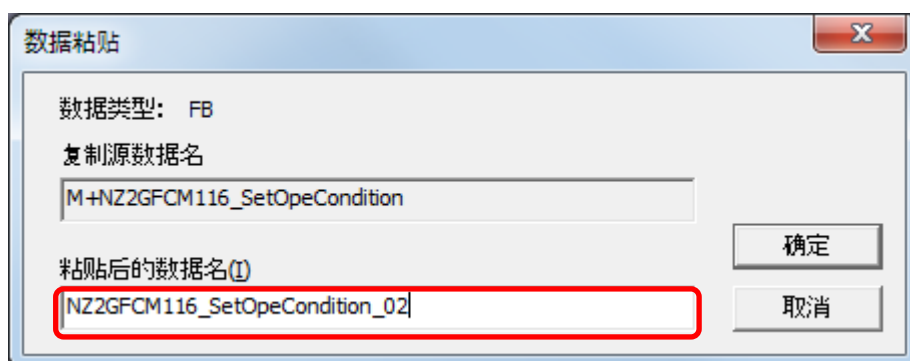 数据粘贴
数据类型: FB
复制源数据名
M+NZ2GFCM116_SetOpeCondition
确定
粘贴后的数据名(I)
NZ2GFCM116_SetOpeCondition_02
取消